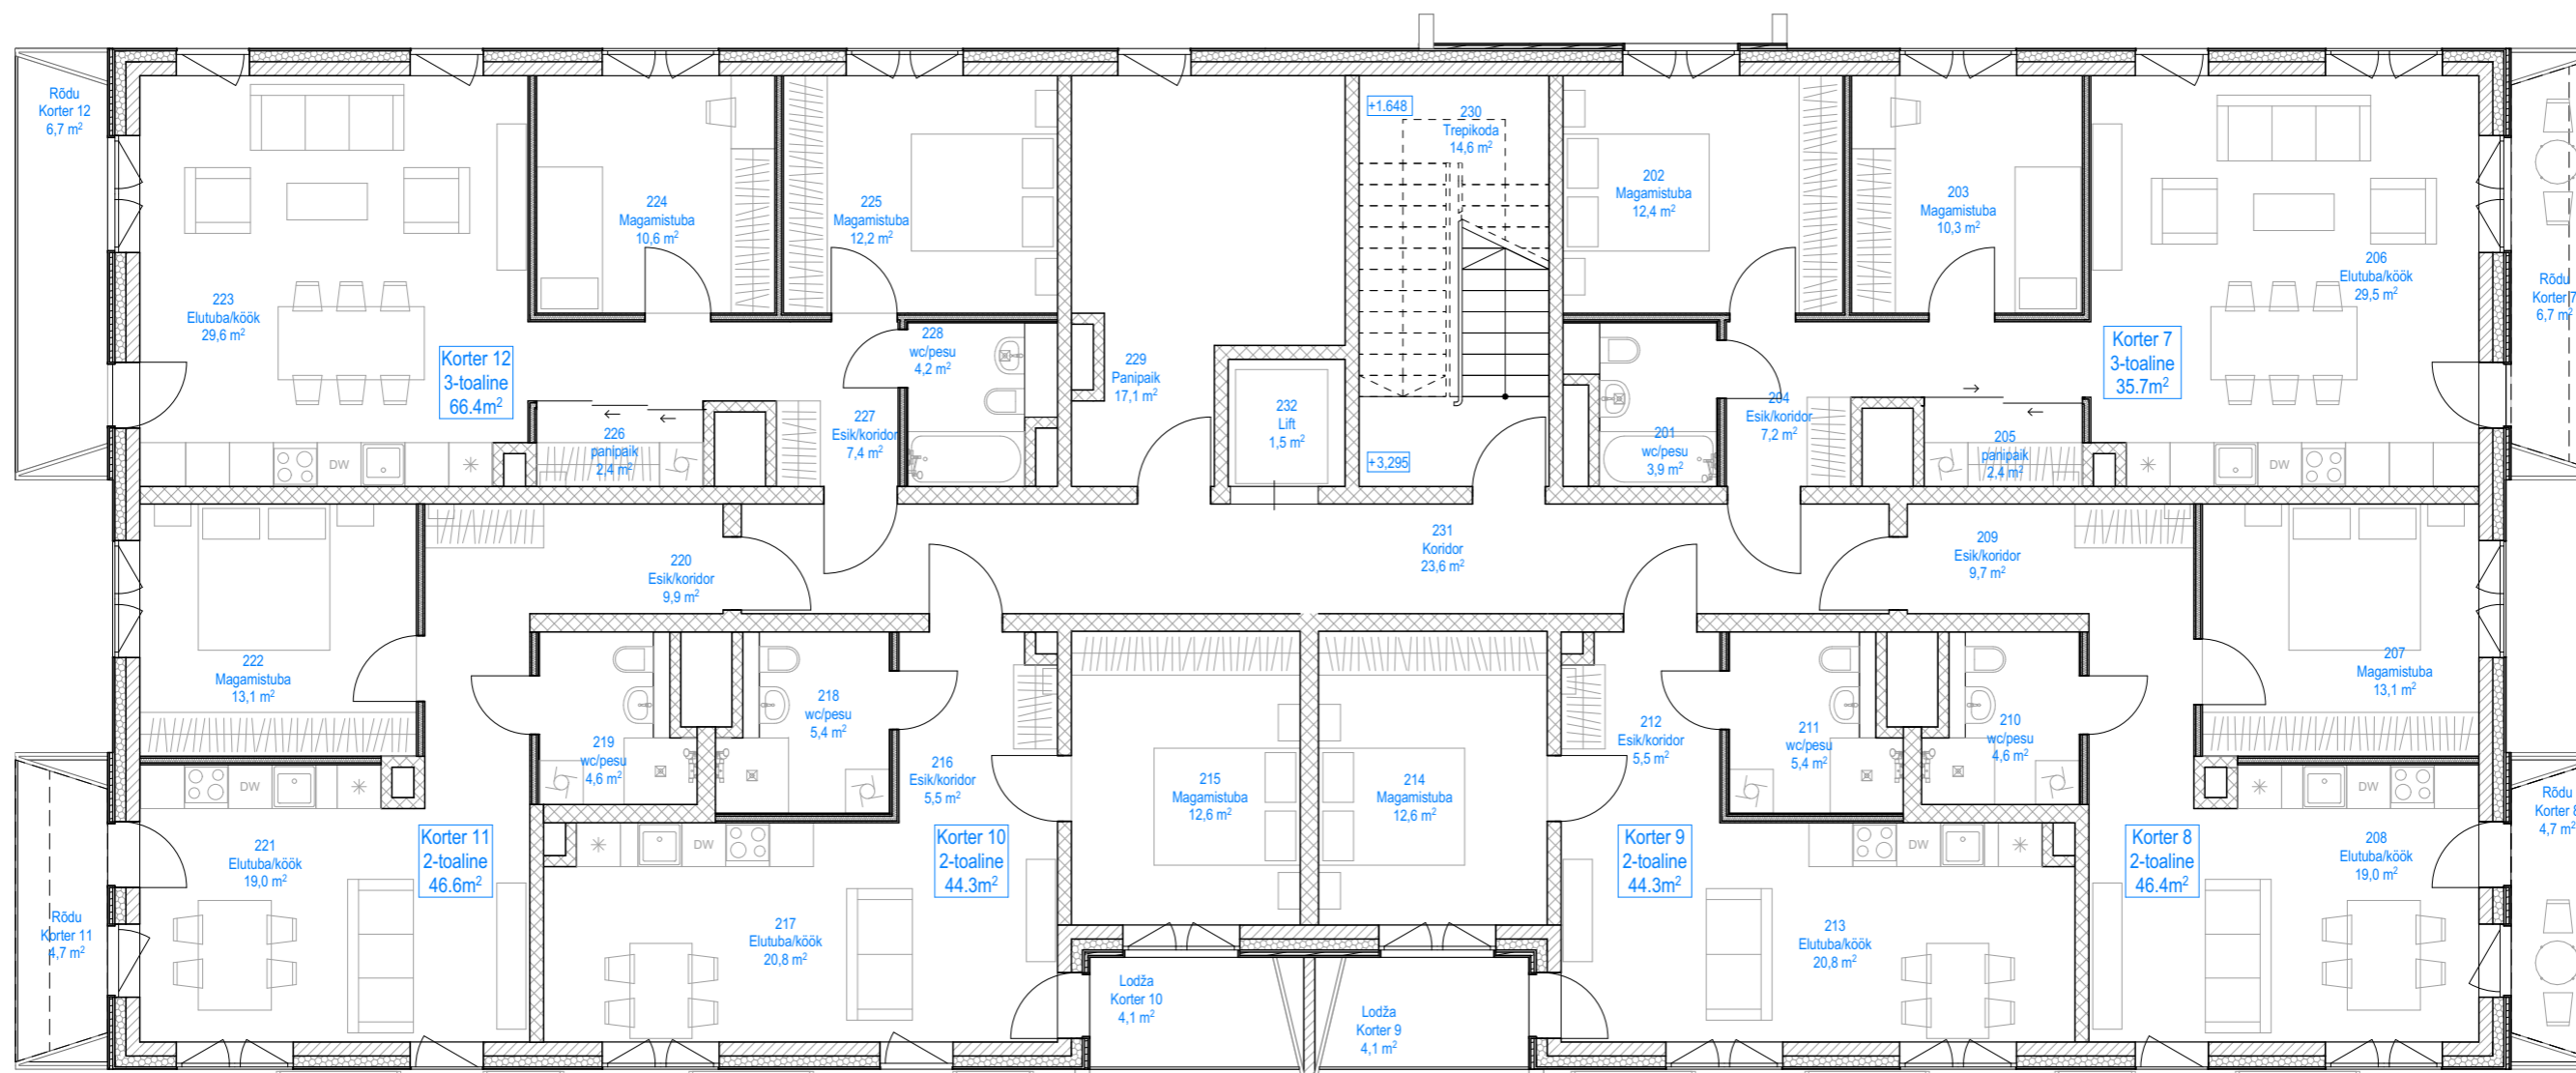 Rõdu
Korter 12
6,7 m²
223
Elutuba/köök
29,6 m²
Korter 12
3-toaline
66.4m²
224
Magamistuba
10,6 m²
225
Magamistuba
12,2 m²
226
panipaik
2,4 m²
227
Esik/koridor
7,4 m²
228
wc/pesu
4,2 m²
DW
229
Panipaik
17,1 m²
232
Lift
1,5 m²
+1.648
230
Trepikoda
14,6 m²
+3,295
202
Magamistuba
12,4 m²
203
Magamistuba
10,3 m²
201
wc/pesu
3,9 m²
204
Esik/koridor
7,2 m²
205
panipaik
2,4 m²
Korter 7
3-toaline
35.7m²
206
Elutuba/köök
29,5 m²
DW
Rõdu
Korter 7
6,7 m²
222
Magamistuba
13,1 m²
220
Esik/koridor
9,9 m²
231
Koridor
23,6 m²
209
Esik/koridor
9,7 m²
207
Magamistuba
13,1 m²
219
wc/pesu
4,6 m²
218
wc/pesu
5,4 m²
216
Esik/koridor
5,5 m²
215
Magamistuba
12,6 m²
214
Magamistuba
12,6 m²
212
Esik/koridor
5,5 m²
211
wc/pesu
5,4 m²
210
wc/pesu
4,6 m²
DW
221
Elutuba/köök
19,0 m²
Korter 11
2-toaline
46.6m²
DW
Korter 10
2-toaline
44.3m²
217
Elutuba/köök
20,8 m²
Korter 9
2-toaline
44.3m²
213
Elutuba/köök
20,8 m²
DW
Korter 8
2-toaline
46.4m²
DW
208
Elutuba/köök
19,0 m²
Rõdu
Korter 8
4,7 m²
Rõdu
Korter 11
4,7 m²
Lodža
Korter 10
4,1 m²
Lodža
Korter 9
4,1 m²